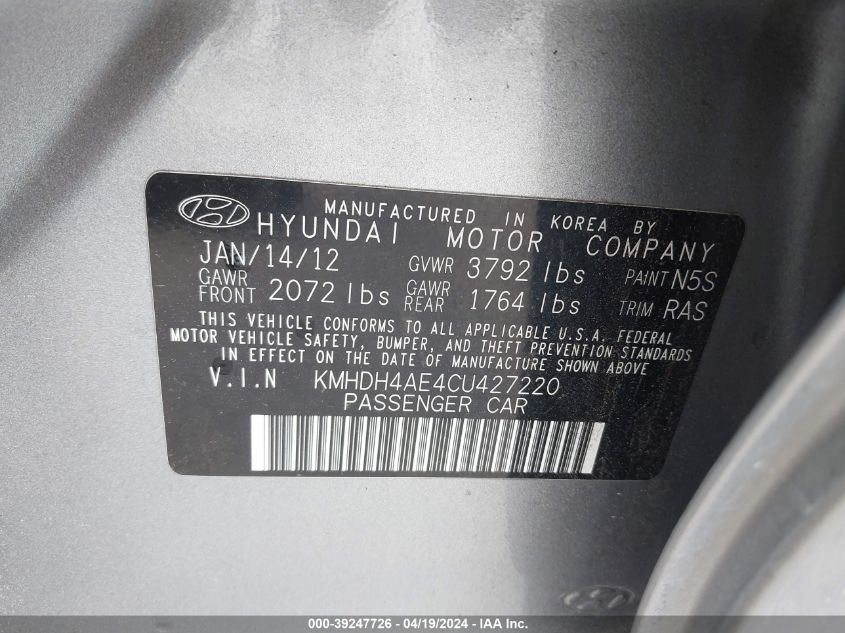 MANUFACTURED IN KOREA BY
HYUNDAI MOTOR COMPANY
JAN/14/12 GVWR 3792 lbs PAINT N5S
GAWR FRONT 2072 lbs GAWR REAR 1764 lbs TRIM RAS
THIS VEHICLE CONFORMS TO ALL APPLICABLE U.S.A. FEDERAL
MOTOR VEHICLE SAFETY, BUMPER, AND THEFT PREVENTION STANDARDS
IN EFFECT ON THE DATE OF MANUFACTURE SHOWN ABOVE
V.I.N KMHDH4AE4CU427220
PASSENGER CAR
000-39247726 - 04/19/2024 - IAA Inc.